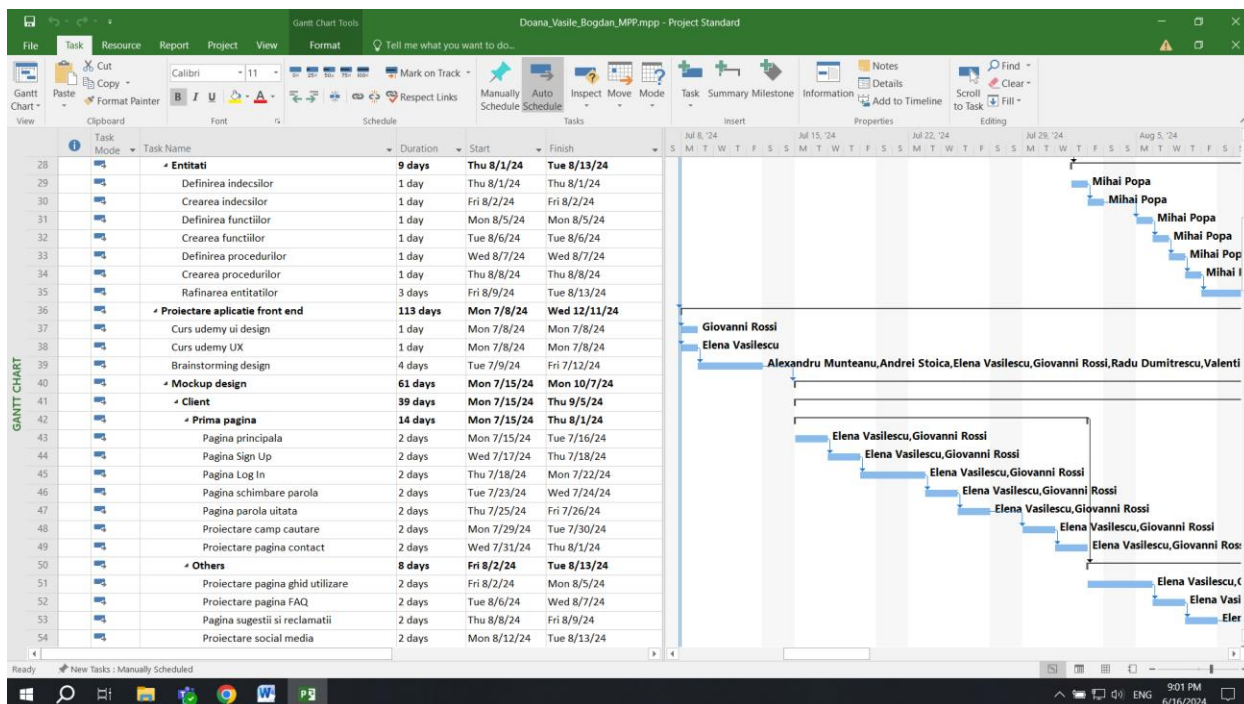 Gantt Chart Tools
Doana_Vasile_Bogdan_MPP.mpp - Project Standard
File Task Resource Report Project View Format Tell me what you want to do...
Gantt Chart
View
Paste
Cut
Copy
Format Painter
Clipboard
Calibri 11
B I U A
Font
0% 25% 50% 75% 100%
Mark on Track
Respect Links
Schedule
Manually Schedule
Auto Schedule
Inspect Move Mode
Tasks
Task Summary Milestone
Insert
Information
Notes
Details
Add to Timeline
Properties
Scroll to Task
Find
Clear
Fill
Editing
Task Mode Task Name Duration Start Finish
Jul 8, '24 Jul 15, '24 Jul 22, '24 Jul 29, '24 Aug 5, '24
S M T W T F S S M T W T F S S M T W T F S S M T W T F S S M T W T F S
28 Entitati 9 days Thu 8/1/24 Tue 8/13/24
29 Definirea indecsilor 1 day Thu 8/1/24 Thu 8/1/24 Mihai Popa
30 Crearea indecsilor 1 day Fri 8/2/24 Fri 8/2/24 Mihai Popa
31 Definirea functiilor 1 day Mon 8/5/24 Mon 8/5/24 Mihai Popa
32 Crearea functiilor 1 day Tue 8/6/24 Tue 8/6/24 Mihai Popa
33 Definirea procedurilor 1 day Wed 8/7/24 Wed 8/7/24 Mihai Pop
34 Crearea procedurilor 1 day Thu 8/8/24 Thu 8/8/24 Mihai
35 Rafinarea entitatilor 3 days Fri 8/9/24 Tue 8/13/24
36 Proiectare aplicatie front end 113 days Mon 7/8/24 Wed 12/11/24
37 Curs udemy ui design 1 day Mon 7/8/24 Mon 7/8/24 Giovanni Rossi
38 Curs udemy UX 1 day Mon 7/8/24 Mon 7/8/24 Elena Vasilescu
39 Brainstorming design 4 days Tue 7/9/24 Fri 7/12/24 Alexandru Munteanu,Andrei Stoica,Elena Vasilescu,Giovanni Rossi,Radu Dumitrescu,Valenti
40 Mockup design 61 days Mon 7/15/24 Mon 10/7/24
41 Client 39 days Mon 7/15/24 Thu 9/5/24
42 Prima pagina 14 days Mon 7/15/24 Thu 8/1/24
43 Pagina principala 2 days Mon 7/15/24 Tue 7/16/24 Elena Vasilescu,Giovanni Rossi
44 Pagina Sign Up 2 days Wed 7/17/24 Thu 7/18/24 Elena Vasilescu,Giovanni Rossi
45 Pagina Log In 2 days Thu 7/18/24 Mon 7/22/24 Elena Vasilescu,Giovanni Rossi
46 Pagina schimbare parola 2 days Tue 7/23/24 Wed 7/24/24 Elena Vasilescu,Giovanni Rossi
47 Pagina parola uitata 2 days Thu 7/25/24 Fri 7/26/24 Elena Vasilescu,Giovanni Rossi
48 Proiectare camp cautare 2 days Mon 7/29/24 Tue 7/30/24 Elena Vasilescu,Giovanni Rossi
49 Proiectare pagina contact 2 days Wed 7/31/24 Thu 8/1/24 Elena Vasilescu,Giovanni Ros
50 Others 8 days Fri 8/2/24 Tue 8/13/24
51 Proiectare pagina ghid utilizare 2 days Fri 8/2/24 Mon 8/5/24 Elena Vasilescu,
52 Proiectare pagina FAQ 2 days Tue 8/6/24 Wed 8/7/24 Elena Vasi
53 Pagina sugestii si reclamatii 2 days Thu 8/8/24 Fri 8/9/24 Eler
54 Proiectare social media 2 days Mon 8/12/24 Tue 8/13/24
GANTT CHART
Ready New Tasks : Manually Scheduled
ENG
9:01 PM
6/16/2024